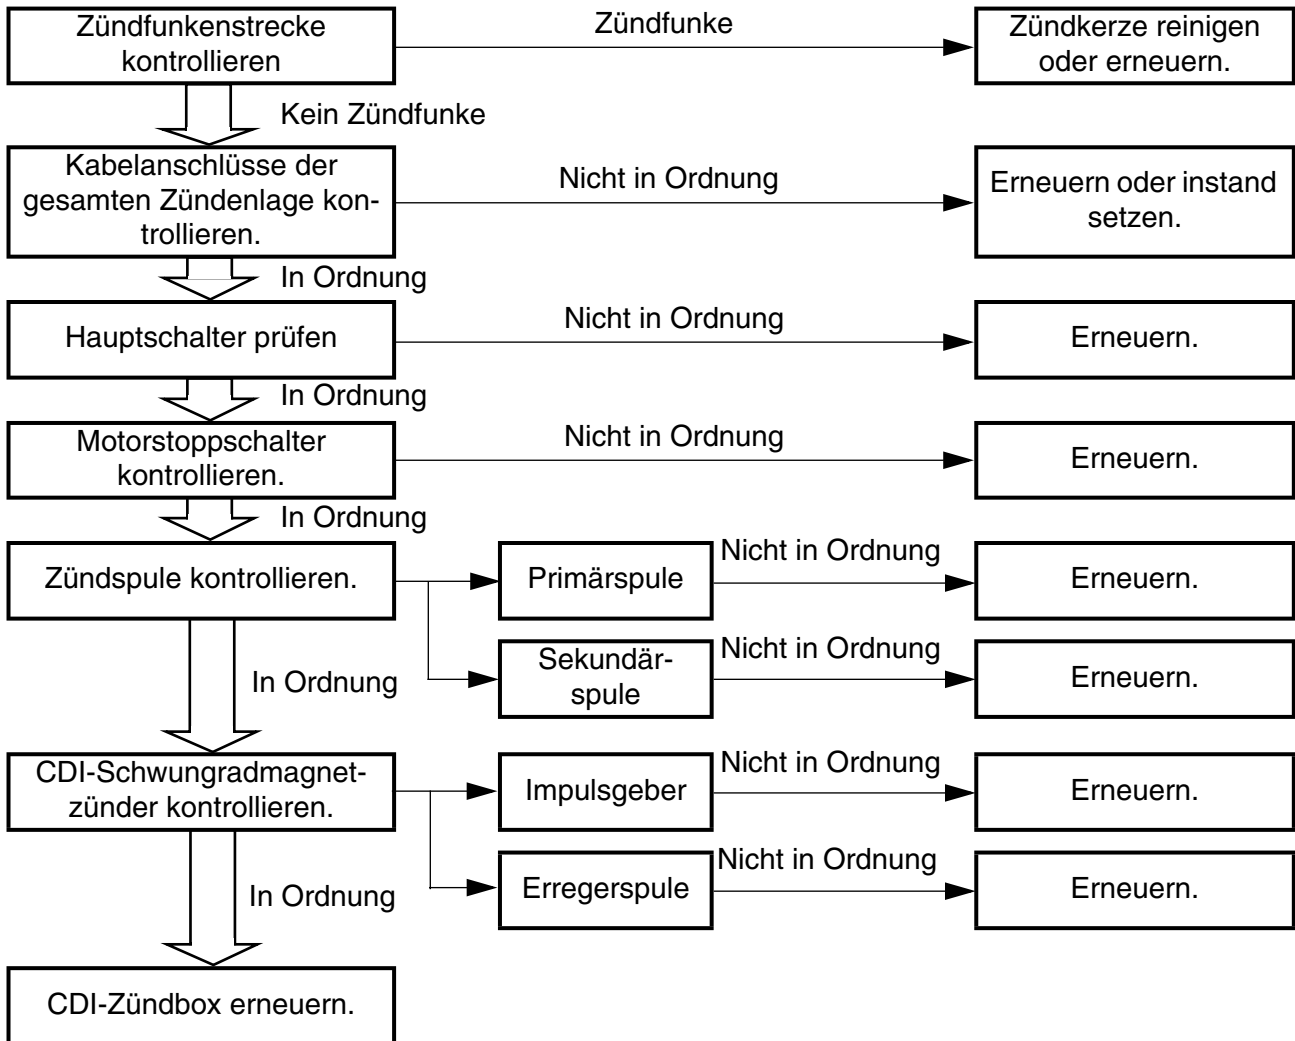 Zündfunkenstrecke
kontrollieren
Zündfunke
Zündkerze reinigen
oder erneuern.
Kein Zündfunke
Kabelanschlüsse der
gesamten Zündenlage kon-
trollieren.
Nicht in Ordnung
Erneuern oder instand
setzen.
In Ordnung
Hauptschalter prüfen
Nicht in Ordnung
Erneuern.
In Ordnung
Motorstoppschalter
kontrollieren.
Nicht in Ordnung
Erneuern.
In Ordnung
Zündspule kontrollieren.
Primärspule
Nicht in Ordnung
Erneuern.
Sekundär-
spule
Nicht in Ordnung
Erneuern.
In Ordnung
CDI-Schwungradmagnet-
zünder kontrollieren.
Impulsgeber
Nicht in Ordnung
Erneuern.
Erregerspule
Nicht in Ordnung
Erneuern.
In Ordnung
CDI-Zündbox erneuern.